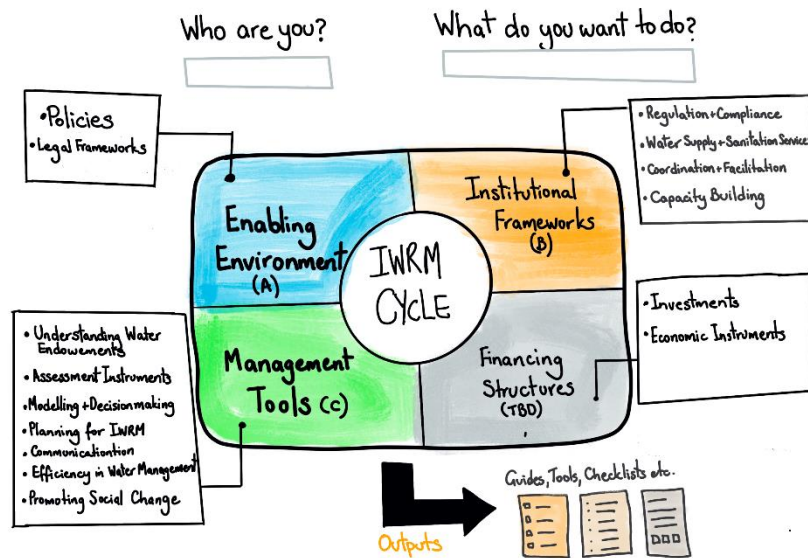 Who are you?
What do you want to do?
• Policies
• Legal Frameworks
• Regulation + Compliance
• Water Supply + Sanitation Service
• Coordination + Facilitation
• Capacity Building
Enabling
Environment
(A)
Institutional
Frameworks
(B)
IWRM
CYCLE
Management
Tools (C)
Financing
Structures
(TBD)
• Understanding Water
Endowements
• Assessment Instruments
• Modelling + Decisionmaking
• Planning for IWRM
• Communicationtion
• Efficiency in Water Management
• Promoting Social Change
• Investments
• Economic Instruments
Outputs
Guides, Tools, Checklists etc.